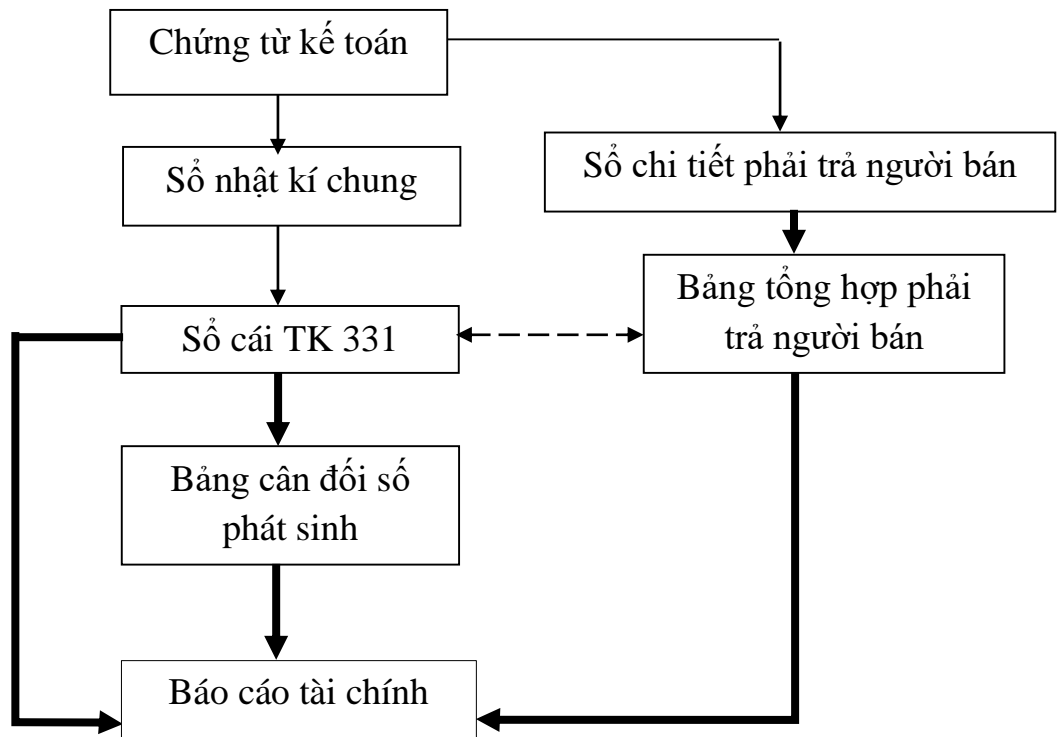 Chứng từ kế toán
Sổ nhật kí chung
Sổ chi tiết phải trả người bán
Bảng tổng hợp phải
trả người bán
Sổ cái TK 331
Bảng cân đối số
phát sinh
Báo cáo tài chính